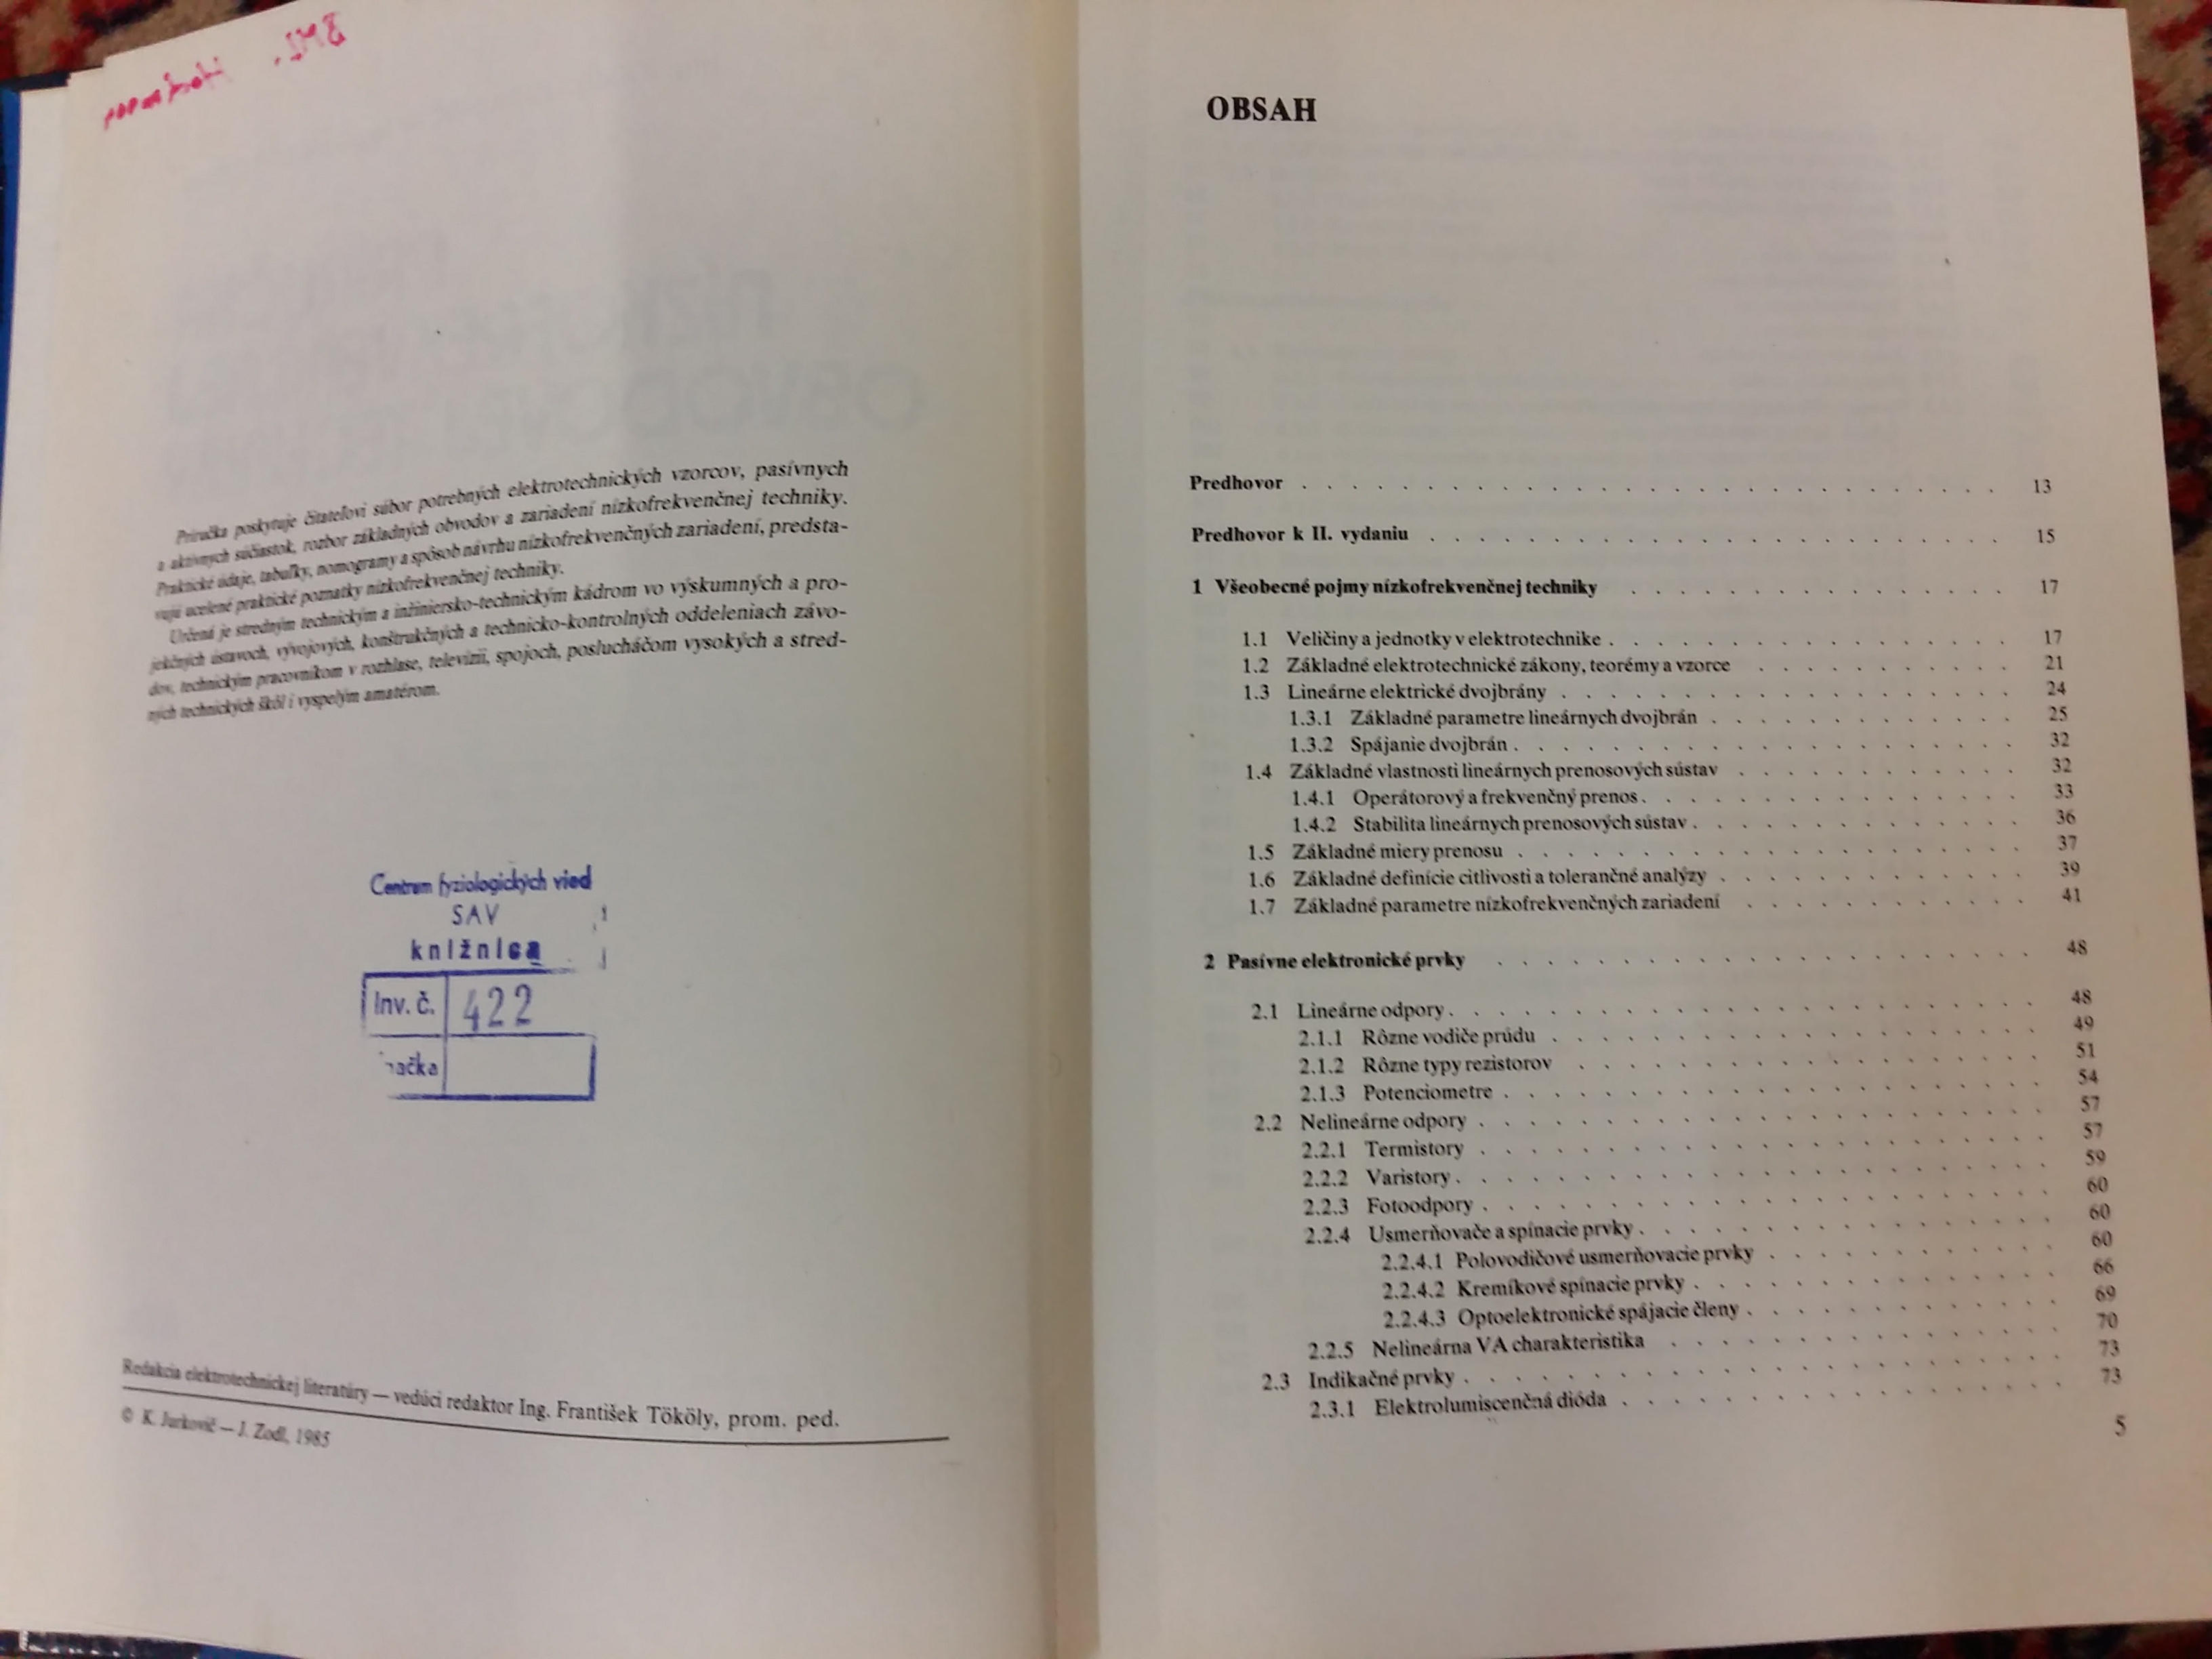 Príručka poskytuje čitateľovi súbor potrebných elektrotechnických vzorcov, pasívnych
a aktívnych súčiastok, rozbor základných obvodov a zariadení nízkofrekvenčnej techniky.
Praktické údaje, tabuľky, nomogramy a spôsob návrhu nízkofrekvenčných zariadení, predsta-
vujú ucelené praktické poznatky nízkofrekvenčnej techniky.
Určená je stredným technickým a inžiniersko-technickým kádrom vo výskumných a pro-
jekčných ústavoch, vývojových, konštrukčných a technicko-kontrolných oddeleniach závo-
dov, technickým pracovníkom v rozhlase, televízii, spojoch, poslucháčom vysokých a stred-
ných technických škôl i vyspelým amatérom.
Centrum fyziologických vied
SAV
knižnica
Inv. č. 422
načka
Redakcia elektrotechnickej literatúry — vedúci redaktor Ing. František Tököly, prom. ped.
© K. Jurkovič — J. Zodl, 1985
OBSAH
Predhovor . . . . . . . . . . 13
Predhovor k II. vydaniu . . . . . . . . . . 15
1 Všeobecné pojmy nízkofrekvenčnej techniky . . . . . . . . . . 17
1.1 Veličiny a jednotky v elektrotechnike . . . . . . . . . . 17
1.2 Základné elektrotechnické zákony, teorémy a vzorce . . . . . . . . . . 21
1.3 Lineárne elektrické dvojbrány . . . . . . . . . . 24
1.3.1 Základné parametre lineárnych dvojbrán . . . . . . . . . . 25
1.3.2 Spájanie dvojbrán . . . . . . . . . . 32
1.4 Základné vlastnosti lineárnych prenosových sústav . . . . . . . . . . 32
1.4.1 Operátorový a frekvenčný prenos . . . . . . . . . . 33
1.4.2 Stabilita lineárnych prenosových sústav . . . . . . . . . . 36
1.5 Základné miery prenosu . . . . . . . . . . 37
1.6 Základné definície citlivosti a tolerančné analýzy . . . . . . . . . . 39
1.7 Základné parametre nízkofrekvenčných zariadení . . . . . . . . . . 41
2 Pasívne elektronické prvky . . . . . . . . . . 48
2.1 Lineárne odpory . . . . . . . . . . 48
2.1.1 Rôzne vodiče prúdu . . . . . . . . . . 49
2.1.2 Rôzne typy rezistorov . . . . . . . . . . 51
2.1.3 Potenciometre . . . . . . . . . . 54
2.2 Nelineárne odpory . . . . . . . . . . 57
2.2.1 Termistory . . . . . . . . . . 57
2.2.2 Varistory . . . . . . . . . . 59
2.2.3 Fotoodpory . . . . . . . . . . 60
2.2.4 Usmerňovače a spínacie prvky . . . . . . . . . . 60
2.2.4.1 Polovodičové usmerňovacie prvky . . . . . . . . . . 60
2.2.4.2 Kremíkové spínacie prvky . . . . . . . . . . 66
2.2.4.3 Optoelektronické spájacie členy . . . . . . . . . . 69
2.2.5 Nelineárna VA charakteristika . . . . . . . . . . 70
2.3 Indikačné prvky . . . . . . . . . . 73
2.3.1 Elektrolumiscenčná dióda . . . . . . . . . . 73
5